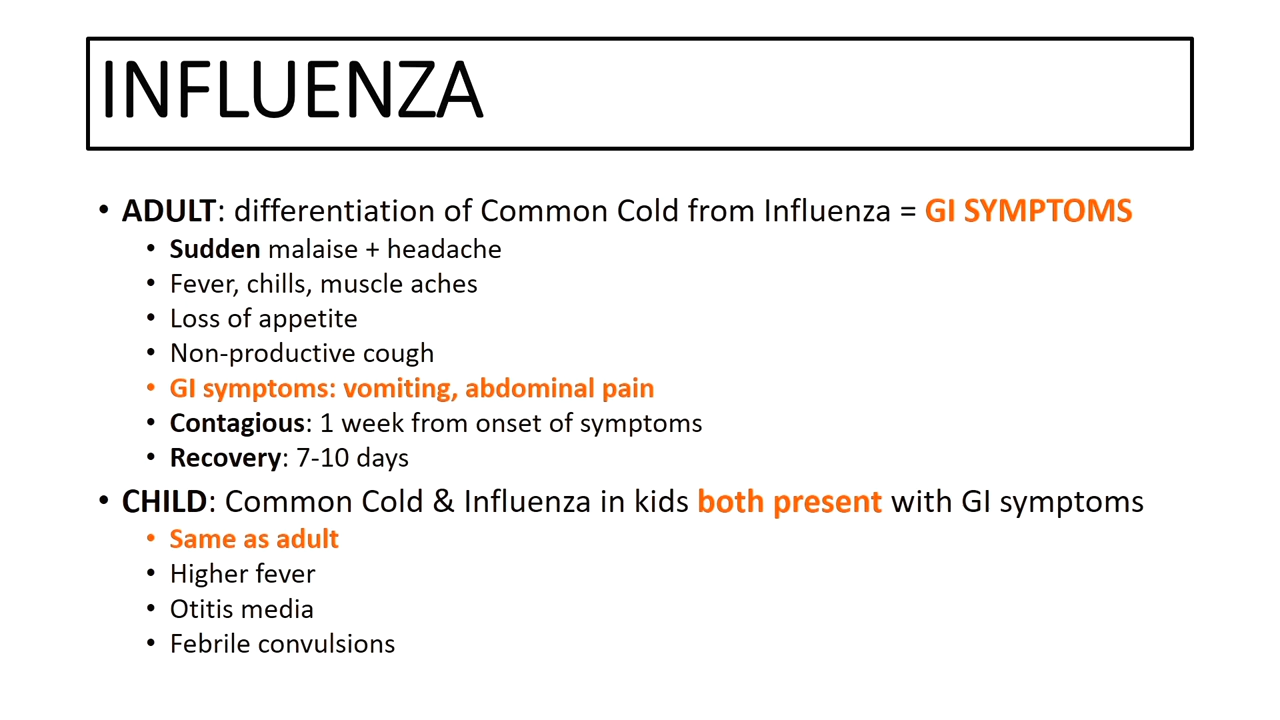 INFLUENZA
• ADULT: differentiation of Common Cold from Influenza = GI SYMPTOMS
• Sudden malaise + headache
• Fever, chills, muscle aches
• Loss of appetite
• Non-productive cough
• GI symptoms: vomiting, abdominal pain
• Contagious: 1 week from onset of symptoms
• Recovery: 7-10 days
• CHILD: Common Cold & Influenza in kids both present with GI symptoms
• Same as adult
• Higher fever
• Otitis media
• Febrile convulsions